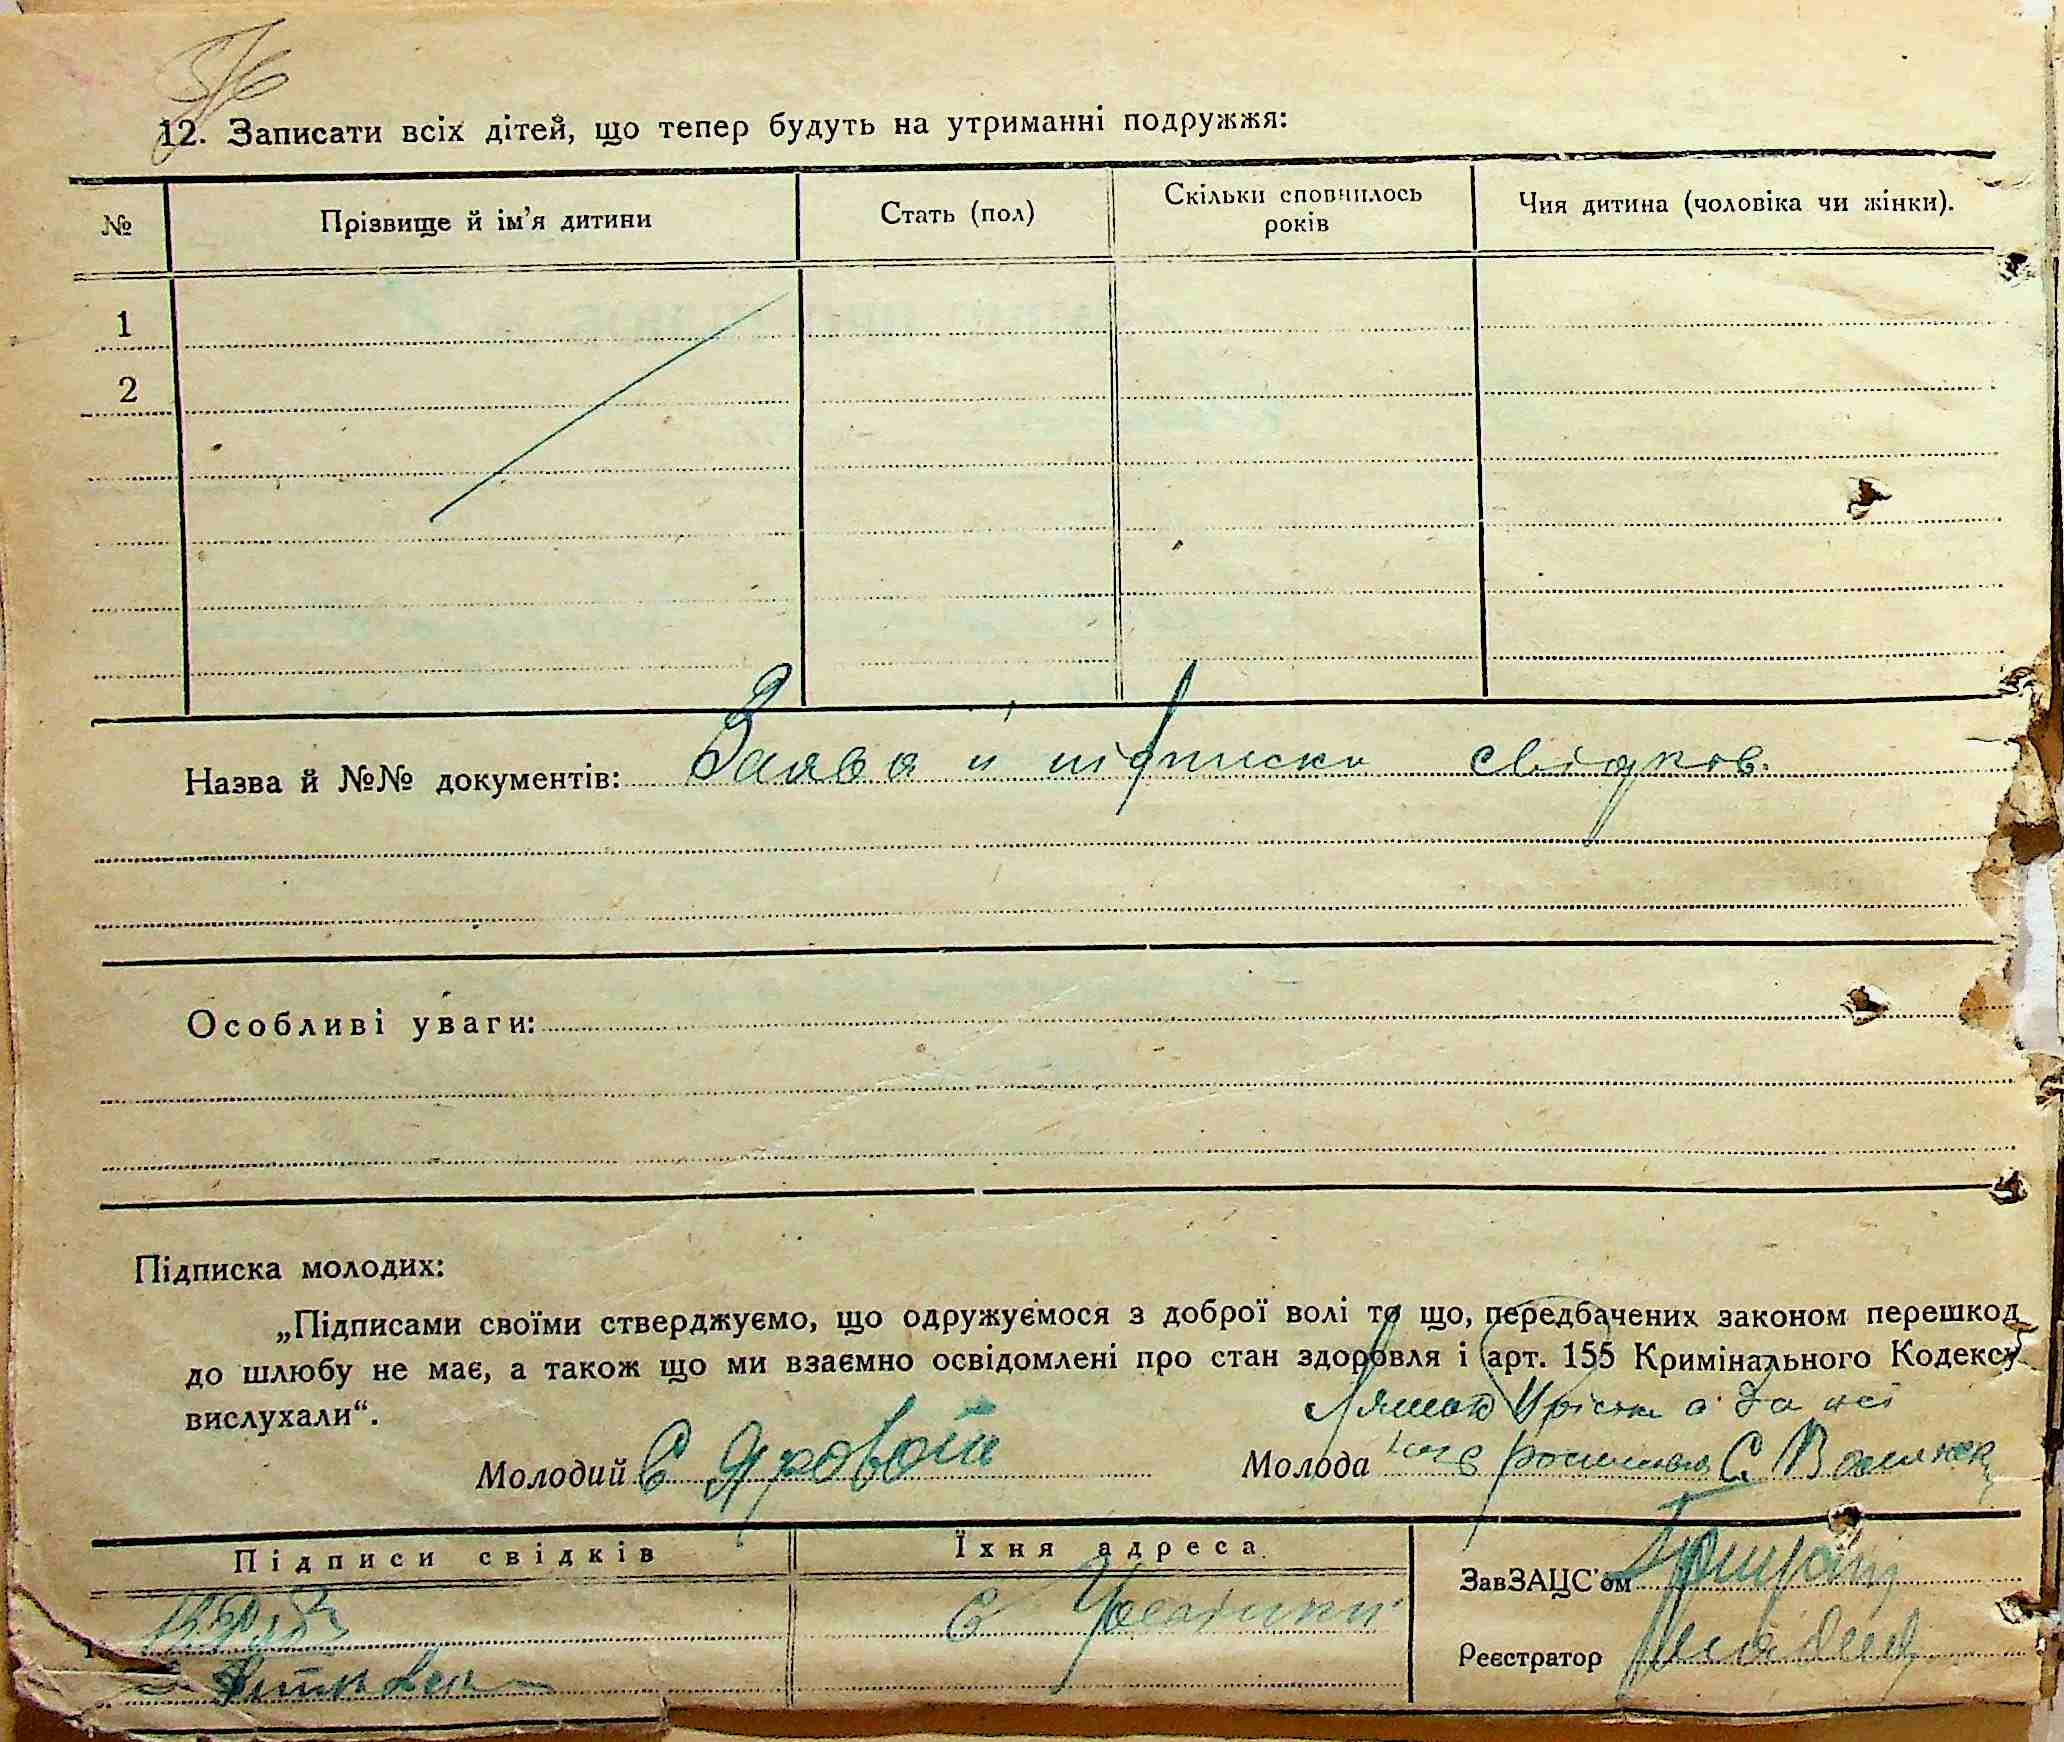 12. Записати всіх дітей, що тепер будуть на утриманні подружжя:
№ Прізвище й ім'я дитини Стать (пол) Скільки сповнилось років Чия дитина (чоловіка чи жінки).
1
2
Назва й №№ документів: Заява й підписки свідков.
Особливі уваги:
Підписка молодих:
„Підписами своїми стверджуємо, що одружуємося з доброї волі то що, передбачених законом перешкод
до шлюбу не має, а також що ми взаємно освідомлені про стан здоровля і арт. 155 Кримінального Кодексу
вислухали“.
Молодий Є Яровой Молода
Підписи свідків Їхня адреса
ЗавЗАЦС'ом
с
Реєстратор